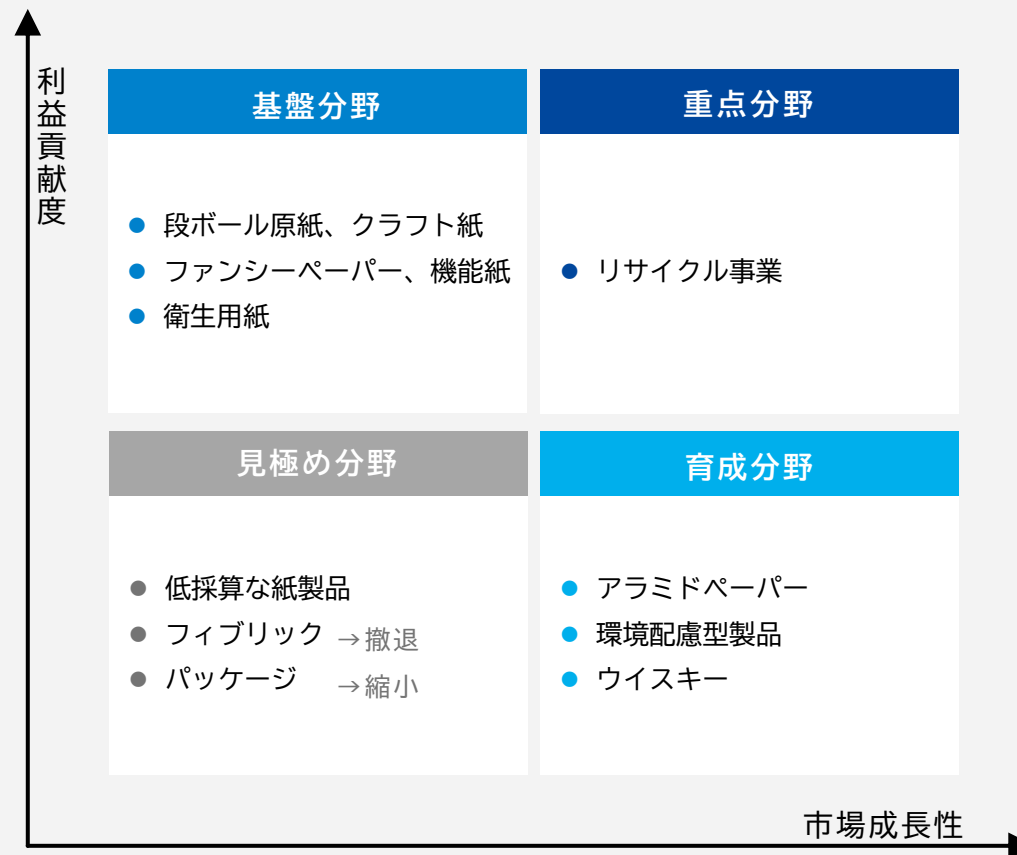 利益貢献度
基盤分野
段ボール原紙、クラフト紙
ファンシーペーパー、機能紙
衛生用紙
重点分野
リサイクル事業
見極め分野
低採算な紙製品
フィブリック →撤退
パッケージ →縮小
育成分野
アラミドペーパー
環境配慮型製品
ウイスキー
市場成長性